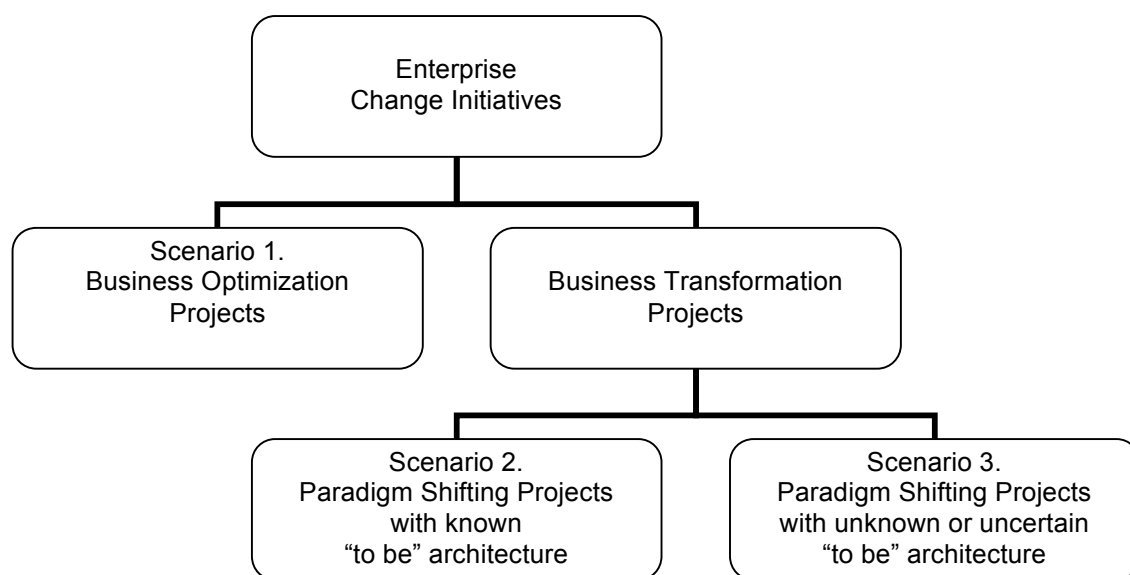 Enterprise
Change Initiatives
Scenario 1.
Business Optimization
Projects
Business Transformation
Projects
Scenario 2.
Paradigm Shifting Projects
with known
“to be” architecture
Scenario 3.
Paradigm Shifting Projects
with unknown or uncertain
“to be” architecture